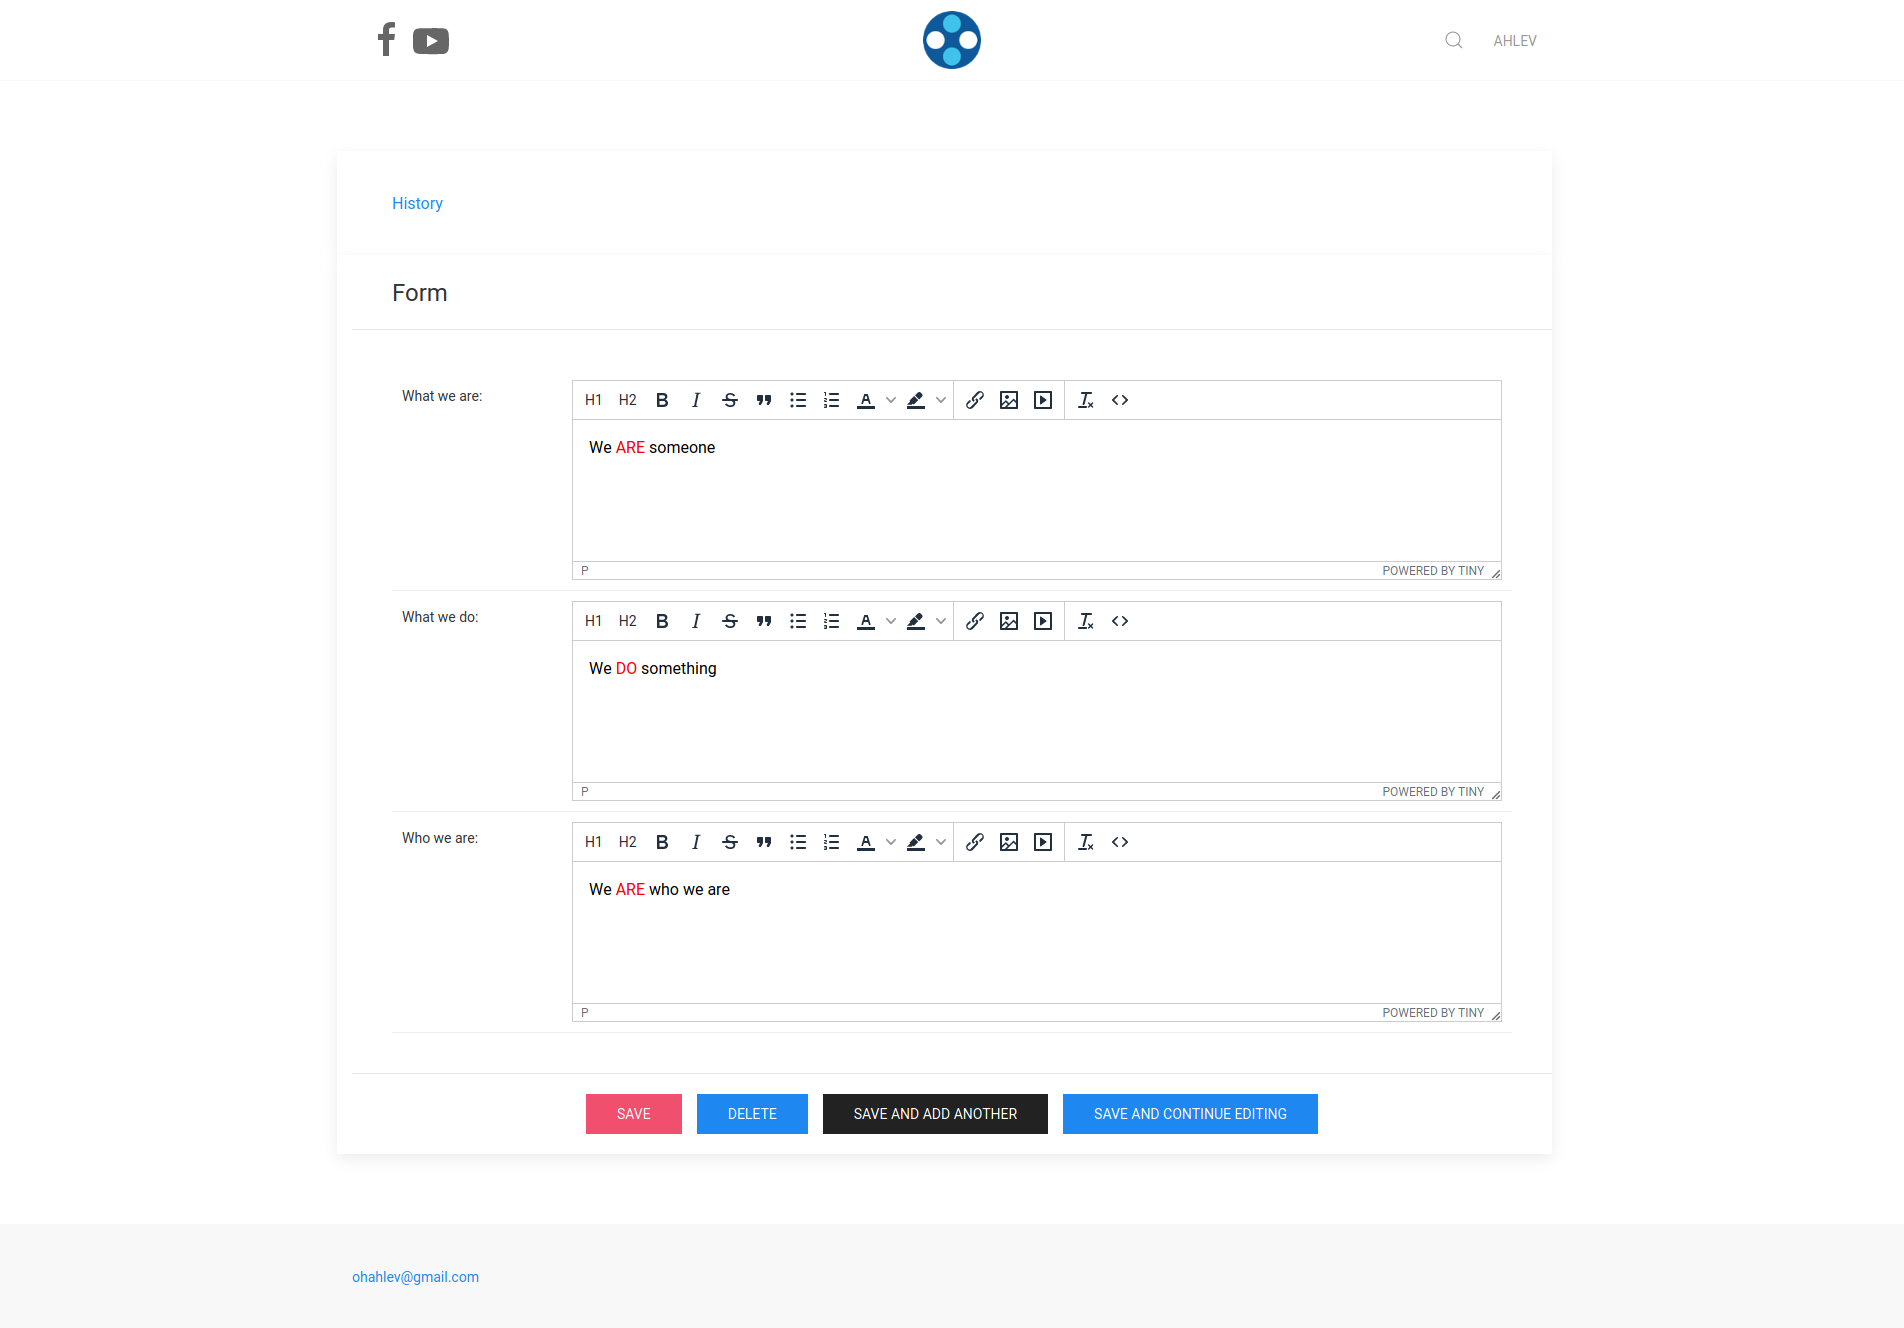 AHLEV
History
Form
What we are:
H1 H2 B I S A
We ARE someone
P POWERED BY TINY
What we do:
H1 H2 B I S A
We DO something
P POWERED BY TINY
Who we are:
H1 H2 B I S A
We ARE who we are
P POWERED BY TINY
SAVE DELETE SAVE AND ADD ANOTHER SAVE AND CONTINUE EDITING
ohahlev@gmail.com